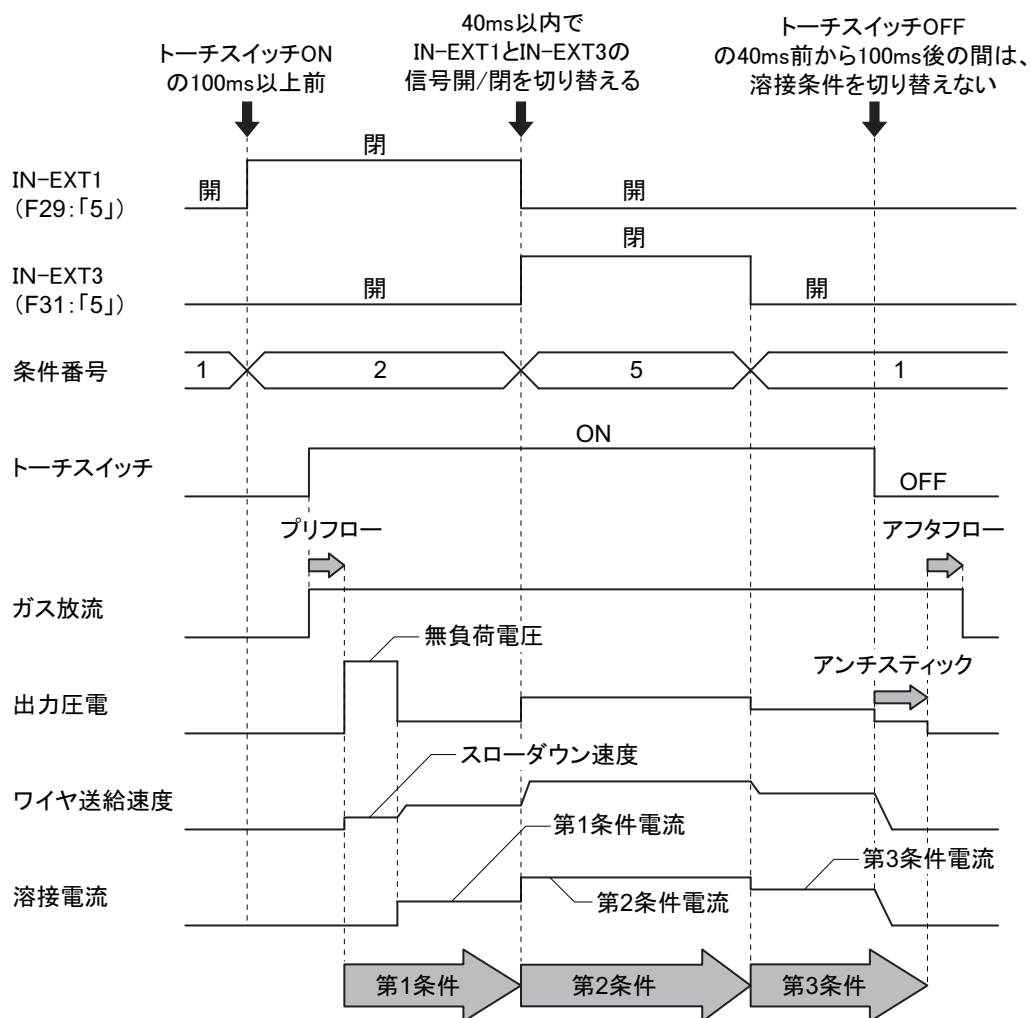 トーチスイッチON
の100ms以上前
40ms以内で
IN-EXT1とIN-EXT3の
信号開/閉を切り替える
トーチスイッチOFF
の40ms前から100ms後の間は、
溶接条件を切り替えない
IN-EXT1
（F29：「5」）
開
閉
開
IN-EXT3
（F31：「5」）
開
閉
開
条件番号
1
2
5
1
トーチスイッチ
ON
OFF
プリフロー
アフタフロー
ガス放流
無負荷電圧
アンチスティック
出力圧電
スローダウン速度
ワイヤ送給速度
第1条件電流
第3条件電流
溶接電流
第2条件電流
第1条件
第2条件
第3条件